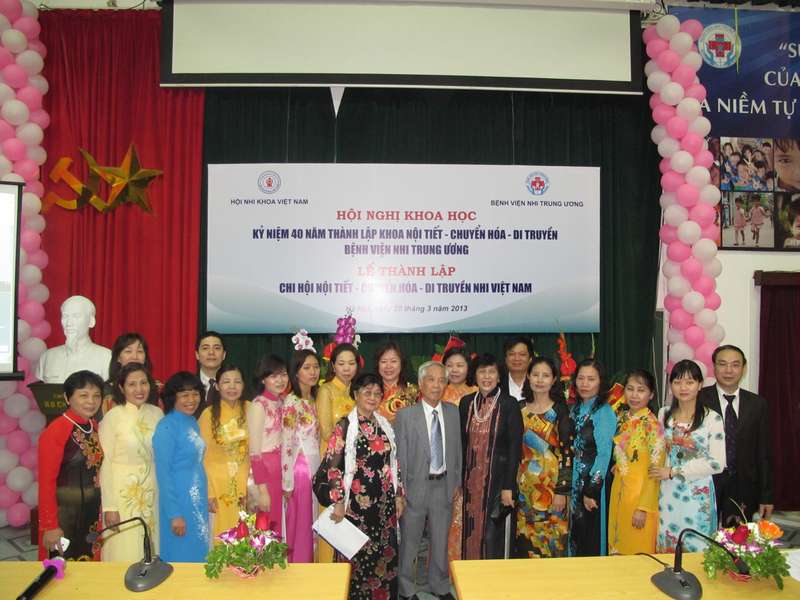 HỘI NHI KHOA VIỆT NAM
BỆNH VIỆN NHI TRUNG ƯƠNG
HỘI NGHỊ KHOA HỌC
KỶ NIỆM 40 NĂM THÀNH LẬP KHOA NỘI TIẾT - CHUYỂN HÓA - DI TRUYỀN
BỆNH VIỆN NHI TRUNG ƯƠNG
LỄ THÀNH LẬP
CHI HỘI NỘI TIẾT - CHUYỂN HÓA - DI TRUYỀN NHI VIỆT NAM
tháng 3 năm 2013
CỦA
NIỀM TỰ